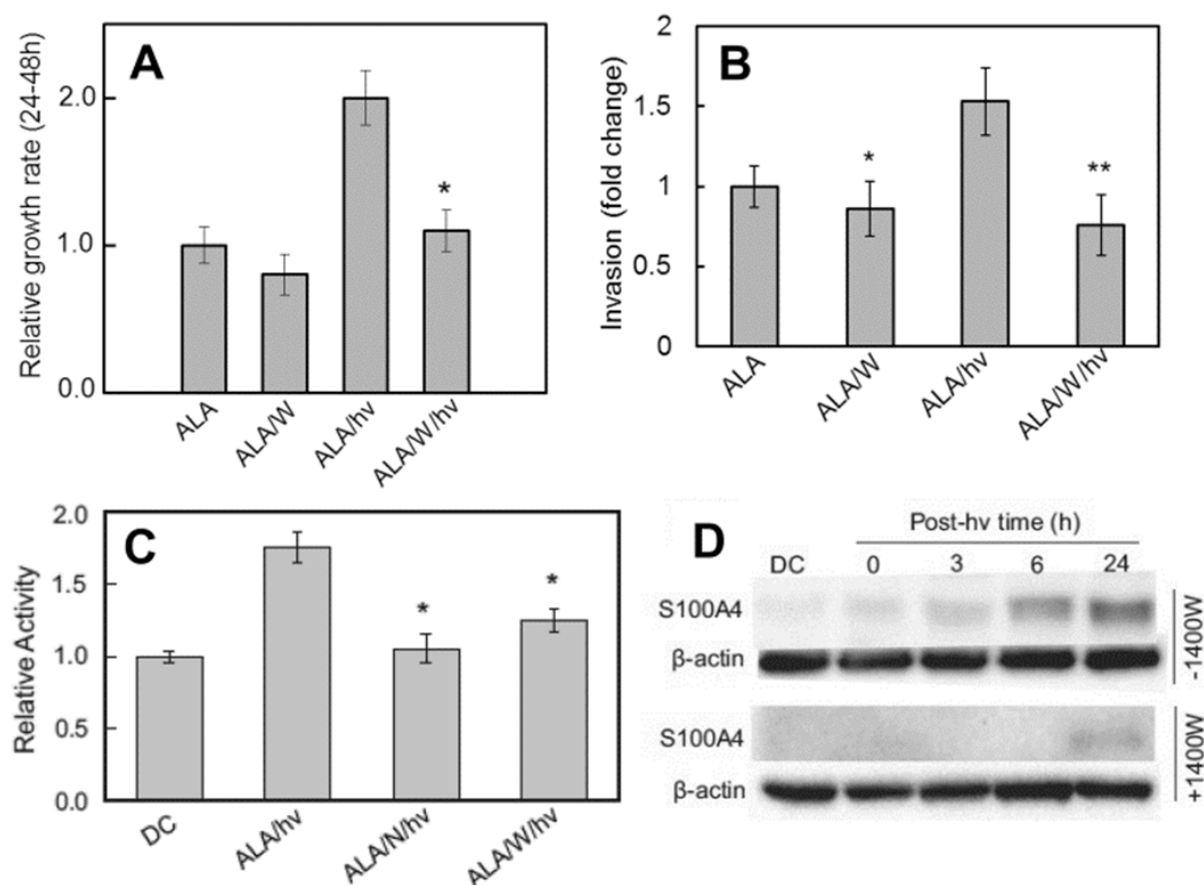 A
Relative growth rate (24-48h)
2.0
1.0
0.0
*
ALA
ALA/W
ALA/hv
ALA/W/hv
B
Invasion (fold change)
2
1.5
1
0.5
0
*
**
ALA
ALA/W
ALA/hv
ALA/W/hv
C
Relative Activity
2.0
1.5
1.0
0.5
0.0
*
*
DC
ALA/hv
ALA/N/hv
ALA/W/hv
D
Post-hv time (h)
DC 0 3 6 24
S100A4
β-actin
-1400W
S100A4
β-actin
+1400W